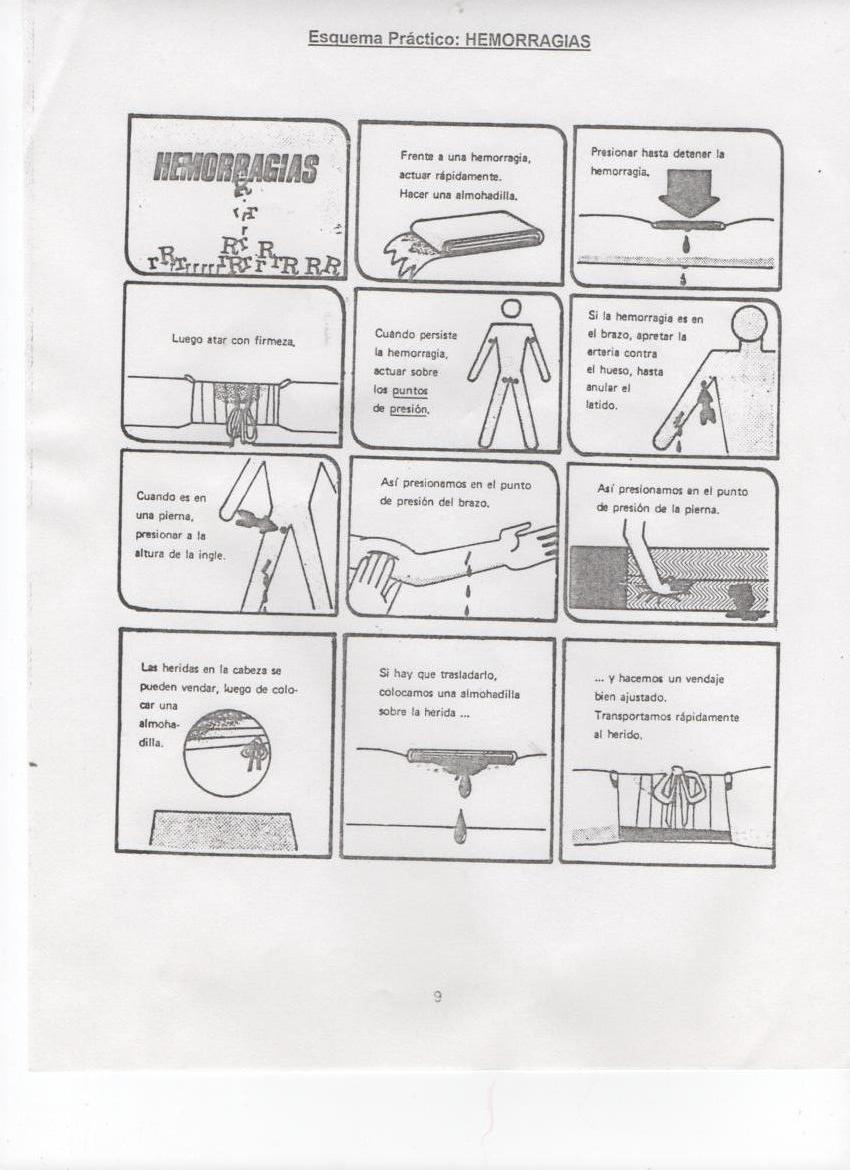 Esquema Práctico: HEMORRAGIAS
HEMORRAGIAS
Frente a una hemorragia,
actuar rápidamente.
Hacer una almohadilla.
Presionar hasta detener la
hemorragia.
Luego atar con firmeza.
Cuando persiste
la hemorragia,
actuar sobre
los puntos
de presión.
Si la hemorragia es en
el brazo, apretar la
arteria contra
el hueso, hasta
anular el
latido.
Cuando es en
una pierna,
presionar a la
altura de la ingle.
Así presionamos en el punto
de presión del brazo.
Así presionamos en el punto
de presión de la pierna.
Las heridas en la cabeza se
pueden vendar, luego de colo-
car una
almoha-
dilla.
Si hay que trasladarlo,
colocamos una almohadilla
sobre la herida ...
... y hacemos un vendaje
bien ajustado.
Transportamos rápidamente
al herido.
9